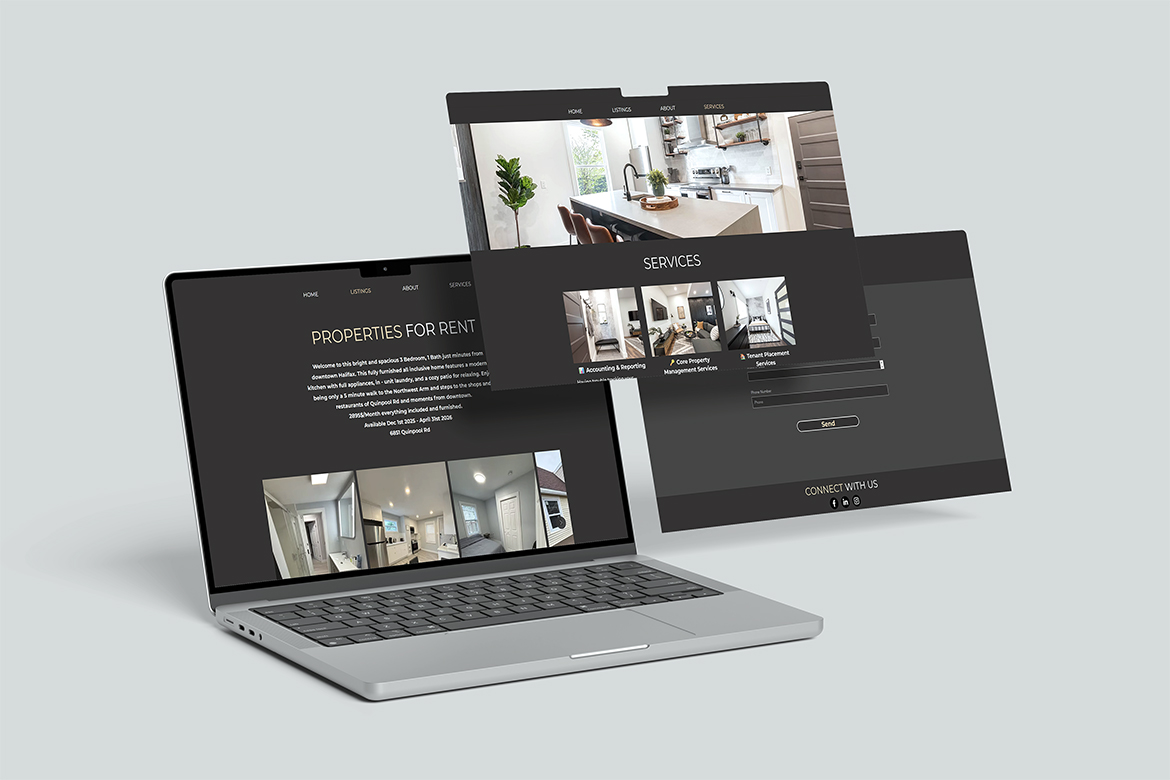 HOME LISTINGS ABOUT SERVICES
SERVICES
📊 Accounting & Reporting
🔑 Core Property
Management Services
🏠 Tenant Placement
Services
HOME LISTINGS ABOUT SERVICES
PROPERTIES FOR RENT
Welcome to this bright and spacious 3 Bedroom, 1 Bath just minutes from
downtown Halifax. This fully furnished all inclusive home features a modern
kitchen with full appliances, in - unit laundry, and a cozy patio for relaxing.
being only a 5 minute walk to the Northwest Arm and steps to the shops and
restaurants of Quinpool Rd and moments from downtown.
2895$/Month everything included and furnished.
Available Dec 1st 2025 - April 31st 2026
6851 Quinpool Rd
Phone Number
Phone
Send
CONNECT WITH US